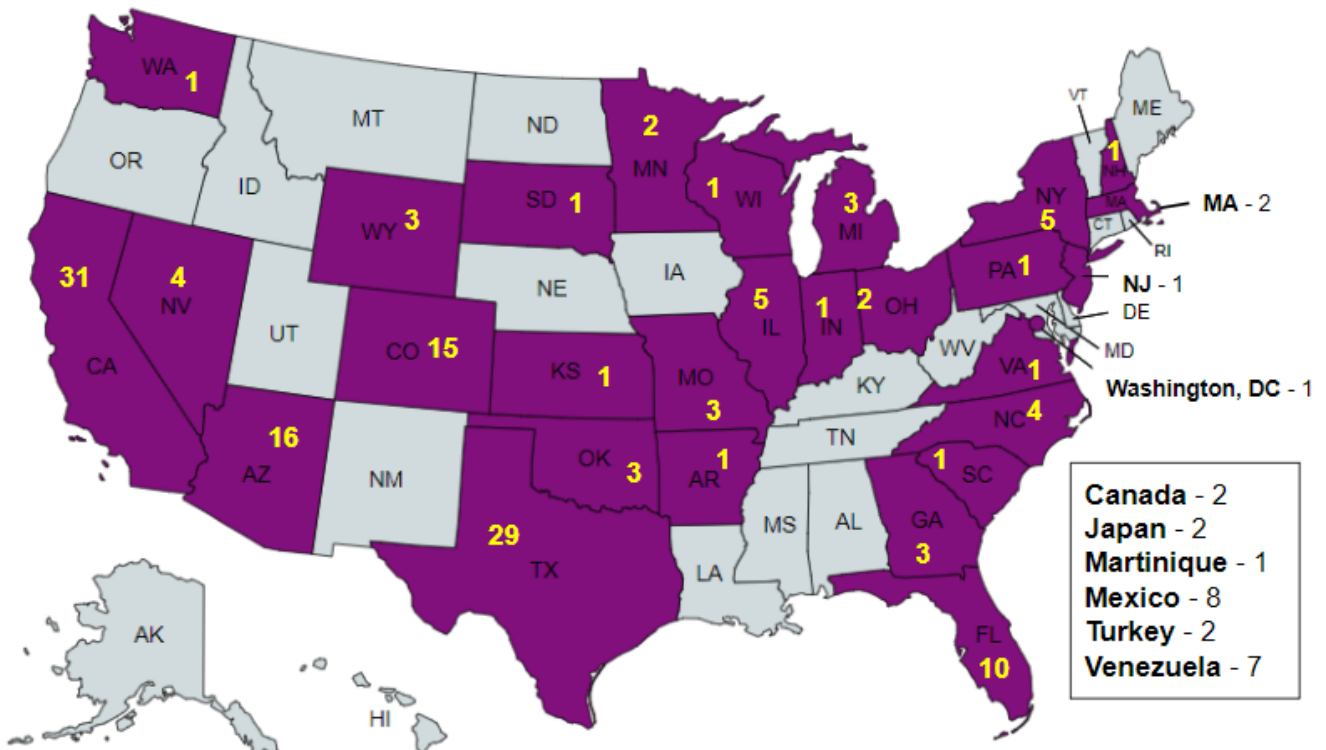 WA 1
MT
ND
2
MN
VT
ME
OR
ID
SD 1
1 WI
3
MI
1
NH
NY
5
MA
MA - 2
WY 3
CT
RI
31
4
NV
IA
NE
PA 1
NJ - 1
DE
UT
5
IL
1
IN
2 OH
WV
MD
CA
CO 15
KS 1
MO
3
KY
VA 1
Washington, DC - 1
16
AZ
NM
OK 3
1
AR
TN
NC 4
1
SC
29
TX
MS
AL
GA
3
LA
AK
HI
FL
10
Canada - 2
Japan - 2
Martinique - 1
Mexico - 8
Turkey - 2
Venezuela - 7